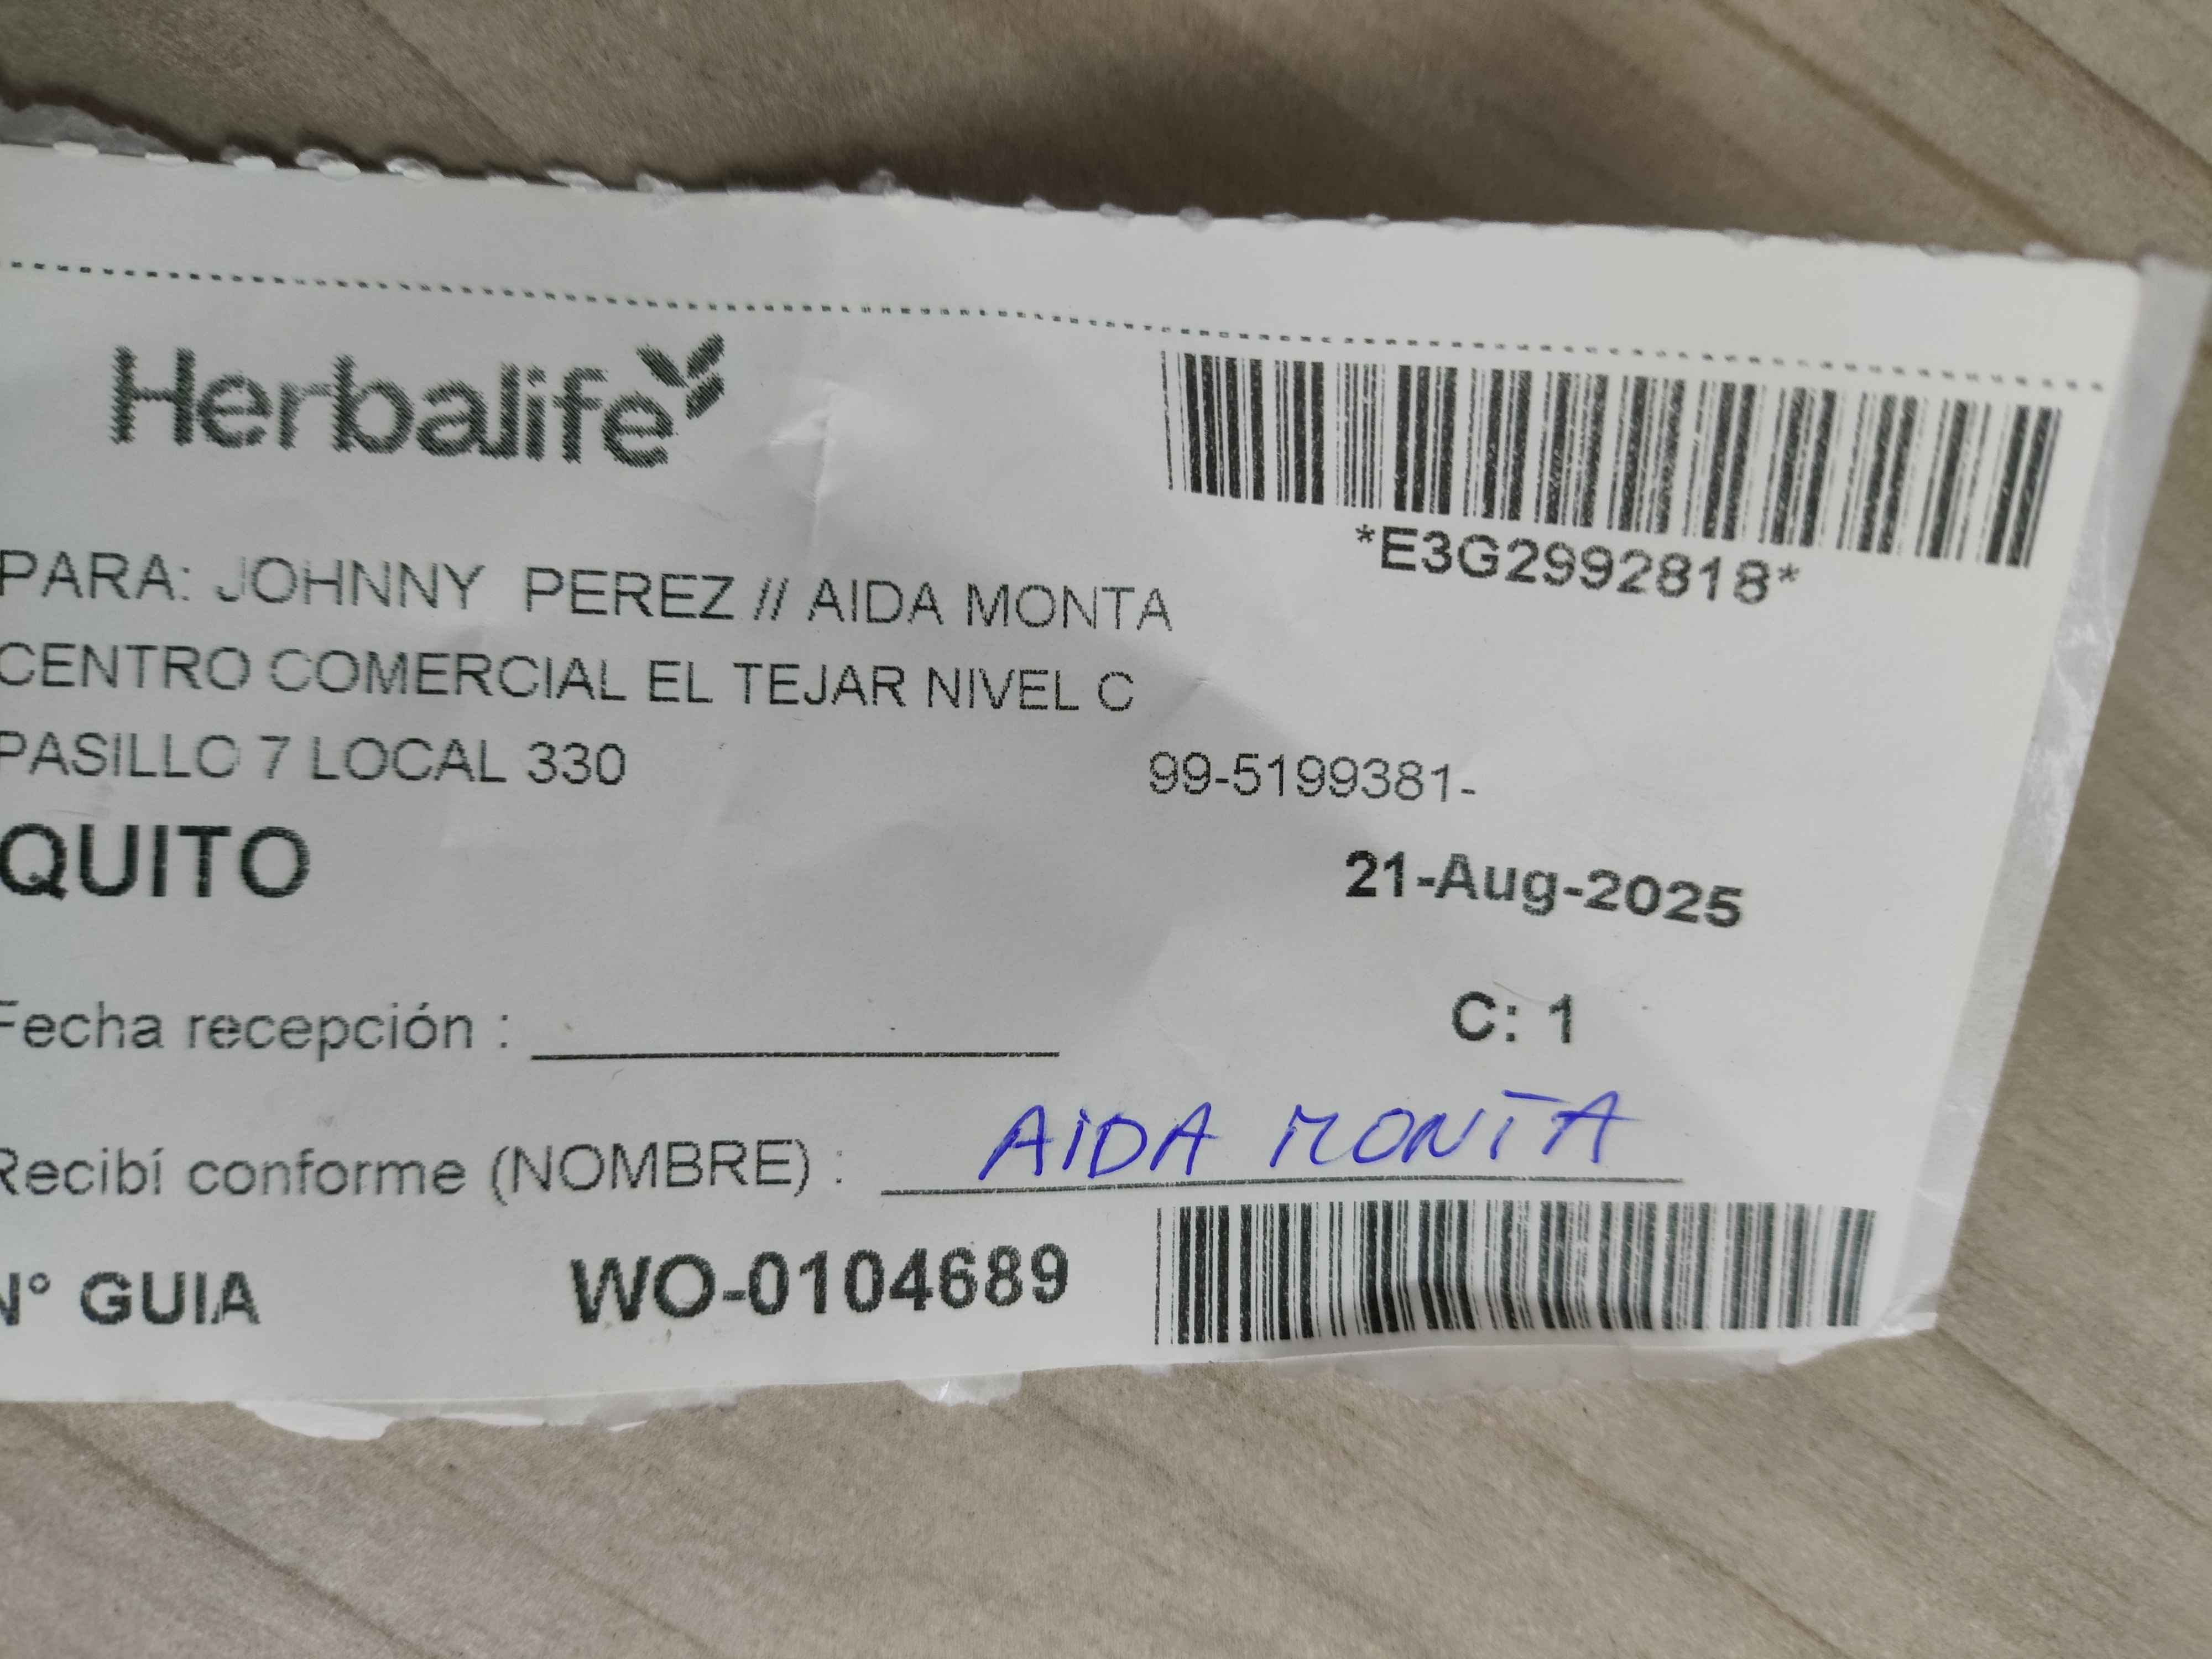 Herbalife
*E3G2992818*
PARA: JOHNNY PEREZ // AIDA MONTA
CENTRO COMERCIAL EL TEJAR NIVEL C
PASILLO 7 LOCAL 330
99-5199381-
QUITO
21-Aug-2025
Fecha recepción :
C: 1
Recibí conforme (NOMBRE) : AIDA MONTA
N° GUIA WO-0104689